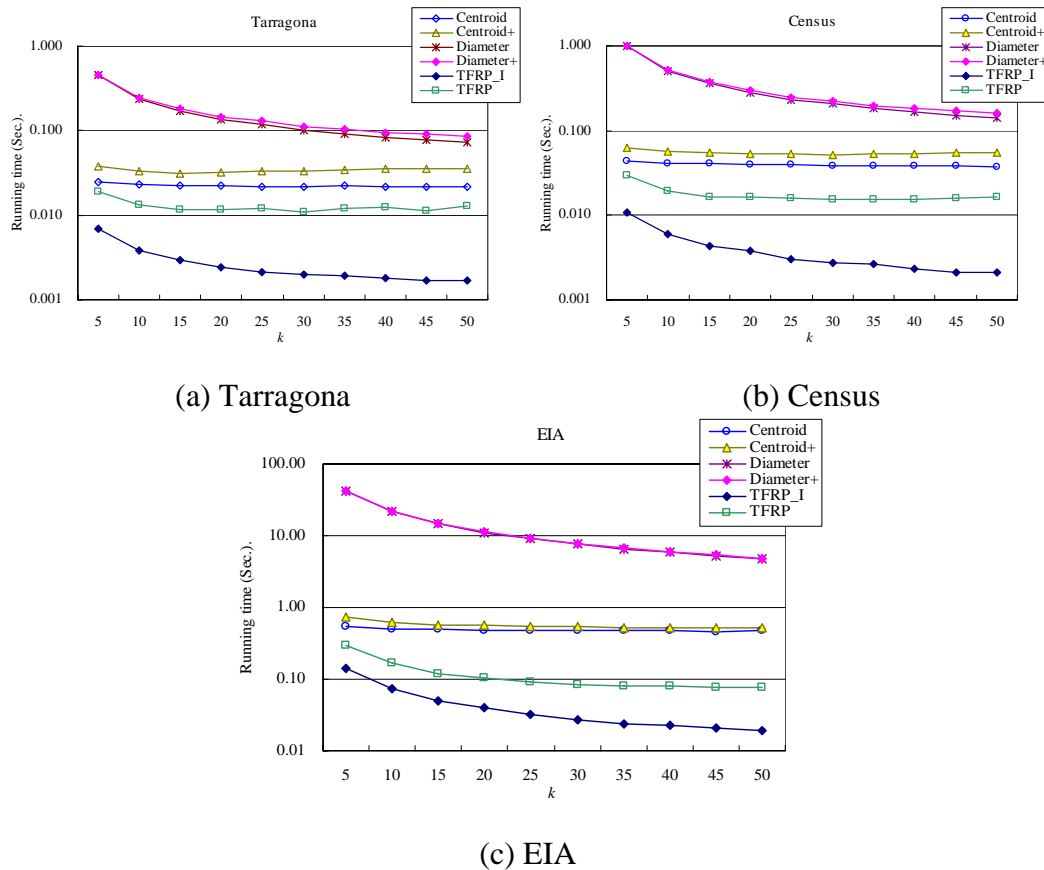 Tarragona
Centroid
Centroid+
Diameter
Diameter+
TFRP_I
TFRP
Running time (Sec.).
1.000
0.100
0.010
0.001
5 10 15 20 25 30 35 40 45 50
k
(a) Tarragona
Census
Centroid
Centroid+
Diameter
Diameter+
TFRP_I
TFRP
Running time (Sec.).
1.000
0.100
0.010
0.001
5 10 15 20 25 30 35 40 45 50
k
(b) Census
EIA
Centroid
Centroid+
Diameter
Diameter+
TFRP_I
TFRP
Running time (Sec.).
100.00
10.00
1.00
0.10
0.01
5 10 15 20 25 30 35 40 45 50
k
(c) EIA